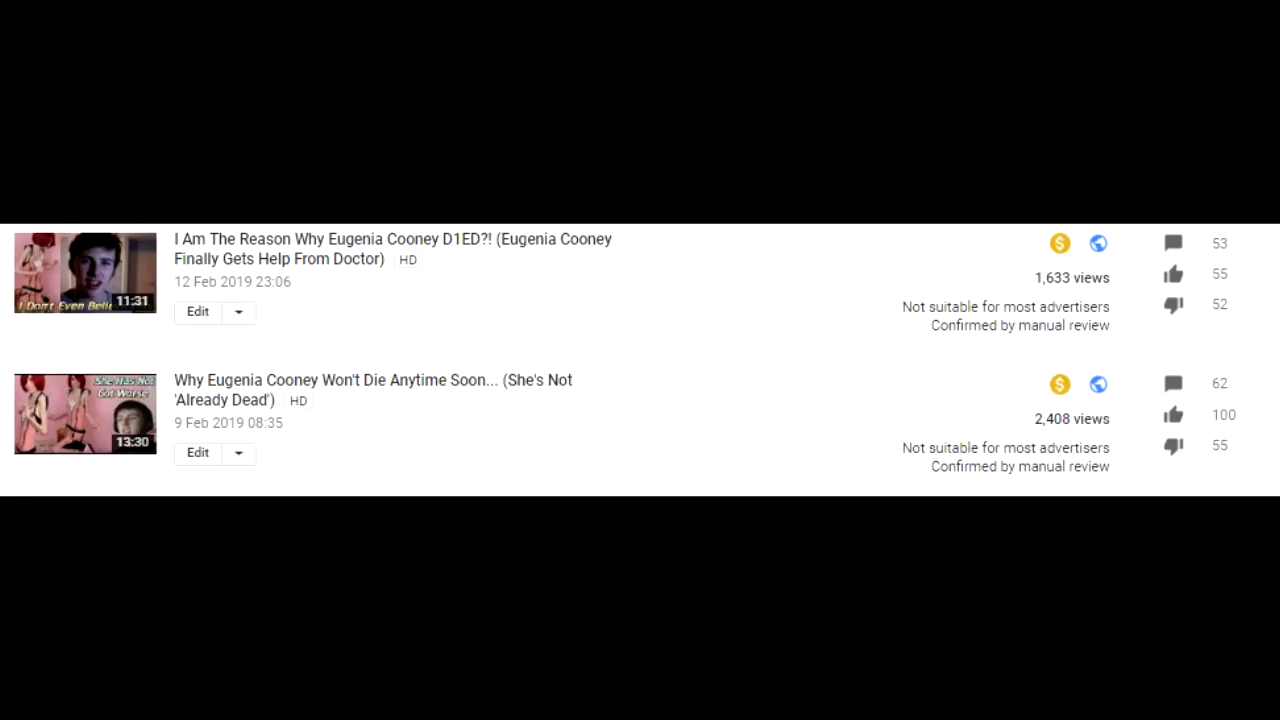 I Am The Reason Why Eugenia Cooney D1ED?! (Eugenia Cooney
Finally Gets Help From Doctor) HD
12 Feb 2019 23:06
Edit
I Don't Even Belie
11:31
1,633 views
Not suitable for most advertisers
Confirmed by manual review
53
55
52
Why Eugenia Cooney Won't Die Anytime Soon... (She's Not
'Already Dead') HD
9 Feb 2019 08:35
Edit
She Has Not
Got Worse
13:30
2,408 views
Not suitable for most advertisers
Confirmed by manual review
62
100
55